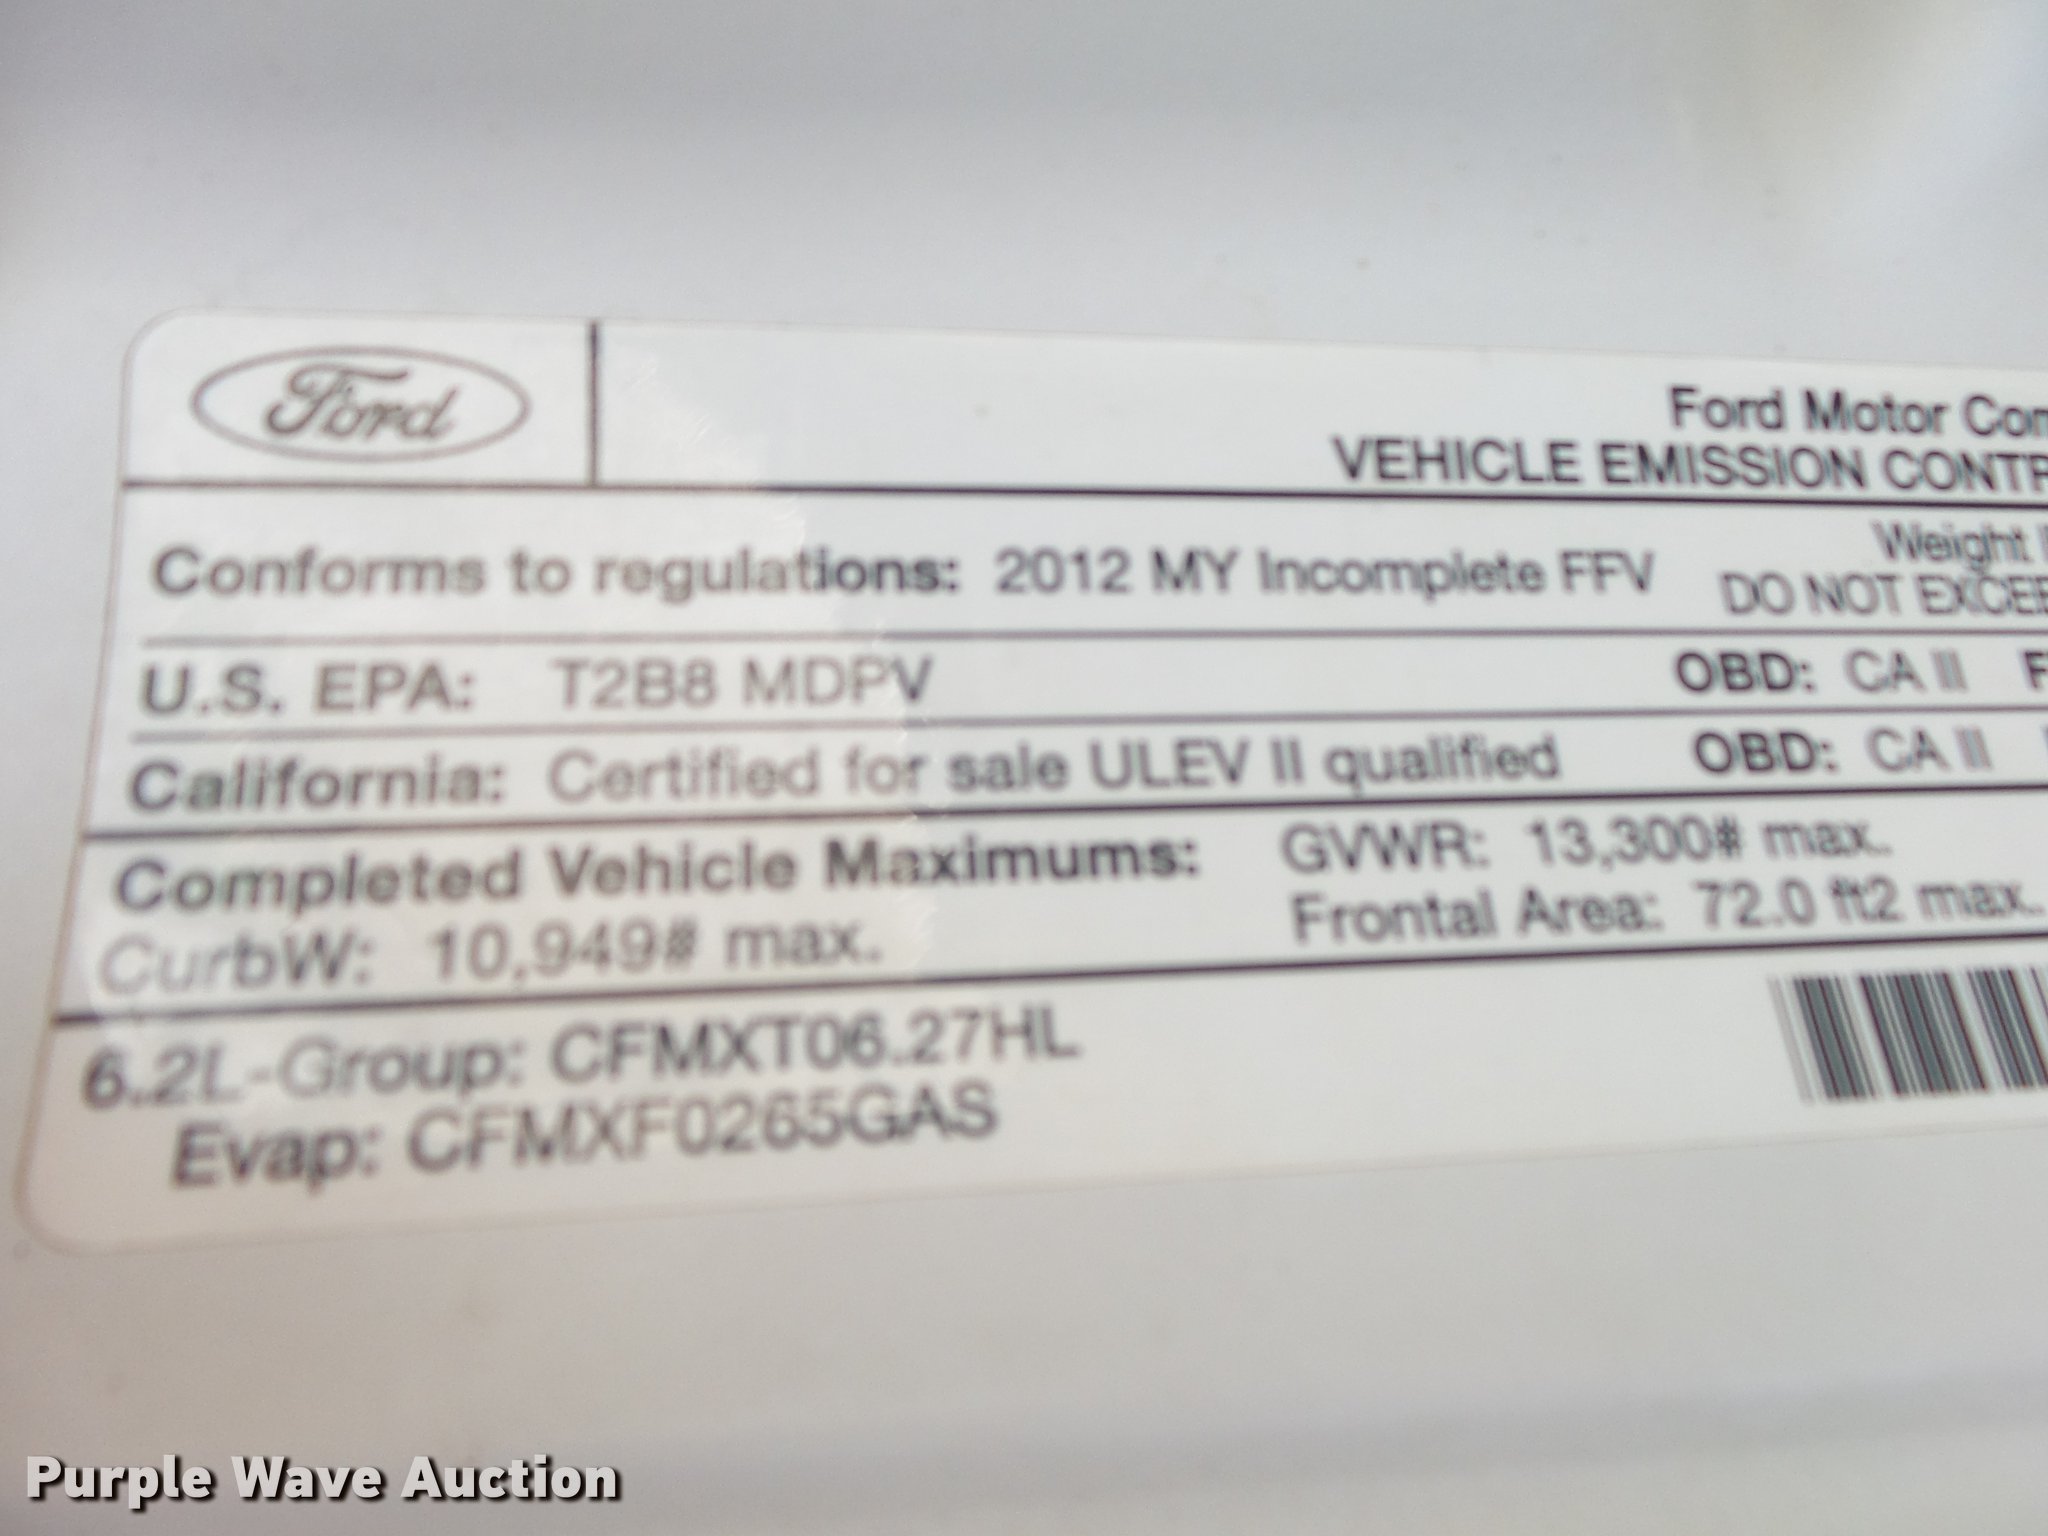 Ford
Ford Motor Com
VEHICLE EMISSION CONTR
Conforms to regulations: 2012 MY Incomplete FFV
Weight
DO NOT EXCEE
U.S. EPA: T2B8 MDPV OBD: CA II F
California: Certified for sale ULEV II qualified OBD: CA II
Completed Vehicle Maximums: GVWR: 13,300# max.
CurbW: 10,949# max. Frontal Area: 72.0 ft2 max.
6.2L-Group: CFMXT06.27HL
Evap: CFMXF0265GAS
Purple Wave Auction